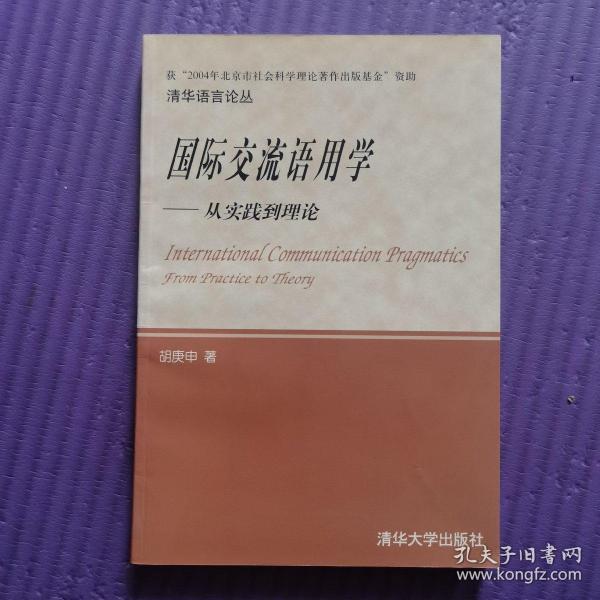 获“2004年北京市社会科学理论著作出版基金”资助
清华语言论丛
国际交流语用学
——从实践到理论
International Communication Pragmatics
From Practice to Theory
胡庚申 著
清华大学出版社
孔夫子旧书网
www.kongfz.com